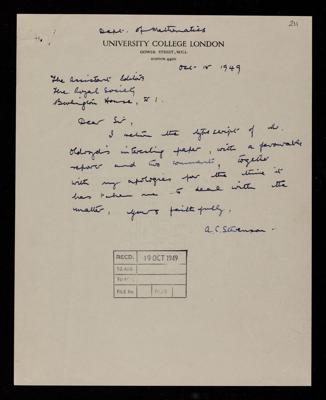 211
Dept. of Mathematics
UNIVERSITY COLLEGE LONDON
GOWER STREET, W.C.1
EUSTON 4400
Oct 18 1949
The Assistant Editor
The Royal Society
Burlington House, W. 1
Dear Sir,
I return the typescript of Dr.
Oldroyd's interesting paper, with a favourable
report and two comments, together
with my apologies for the time it
has taken me to deal with the
matter. Yours faithfully,
A.C. Stevenson.
RECD. 19 OCT 1949
FILE No.